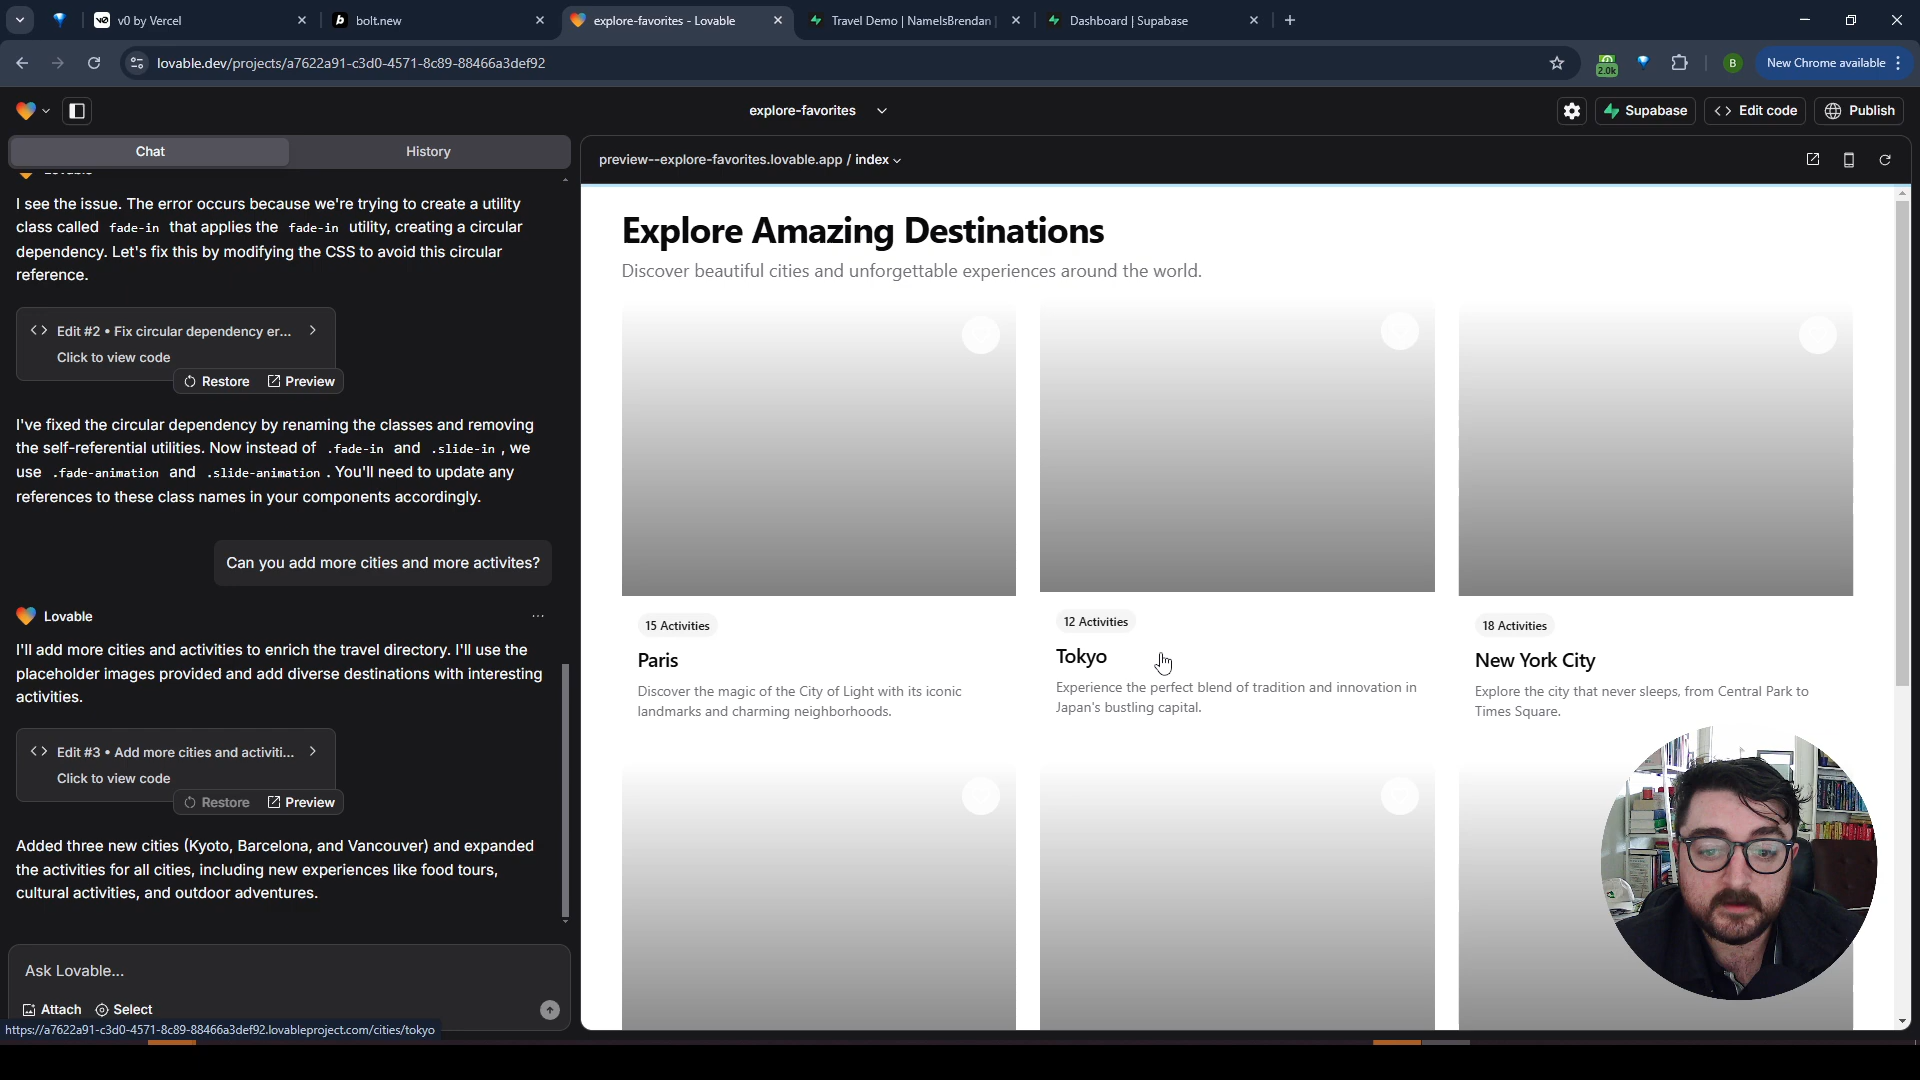 v0 by Vercel
bolt.new
explore-favorites - Lovable
Travel Demo | NameIsBrendan
Dashboard | Supabase
lovable.dev/projects/a7622a91-c3d0-4571-8c89-88466a3def92
2.0k
B
New Chrome available
explore-favorites
Supabase
Edit code
Publish
Chat
History
preview--explore-favorites.lovable.app / index
Lovable
I see the issue. The error occurs because we're trying to create a utility
class called fade-in that applies the fade-in utility, creating a circular
dependency. Let's fix this by modifying the CSS to avoid this circular
reference.
Edit #2 • Fix circular dependency er...
Click to view code
Restore
Preview
I've fixed the circular dependency by renaming the classes and removing
the self-referential utilities. Now instead of .fade-in and .slide-in , we
use .fade-animation and .slide-animation . You'll need to update any
references to these class names in your components accordingly.
Can you add more cities and more activites?
Lovable
I'll add more cities and activities to enrich the travel directory. I'll use the
placeholder images provided and add diverse destinations with interesting
activities.
Edit #3 • Add more cities and activiti...
Click to view code
Restore
Preview
Added three new cities (Kyoto, Barcelona, and Vancouver) and expanded
the activities for all cities, including new experiences like food tours,
cultural activities, and outdoor adventures.
Ask Lovable...
Attach
Select
https://a7622a91-c3d0-4571-8c89-88466a3def92.lovableproject.com/cities/tokyo
Explore Amazing Destinations
Discover beautiful cities and unforgettable experiences around the world.
15 Activities
Paris
Discover the magic of the City of Light with its iconic
landmarks and charming neighborhoods.
12 Activities
Tokyo
Experience the perfect blend of tradition and innovation in
Japan's bustling capital.
18 Activities
New York City
Explore the city that never sleeps, from Central Park to
Times Square.